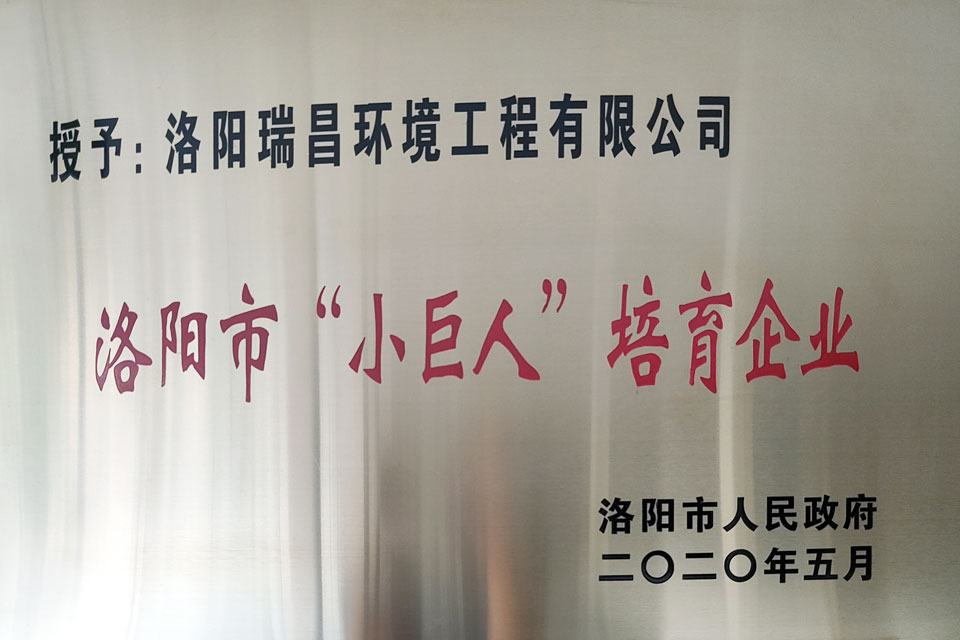 授予：洛阳瑞昌环境工程有限公司
洛阳市“小巨人”培育企业
洛阳市人民政府
二〇二〇年五月